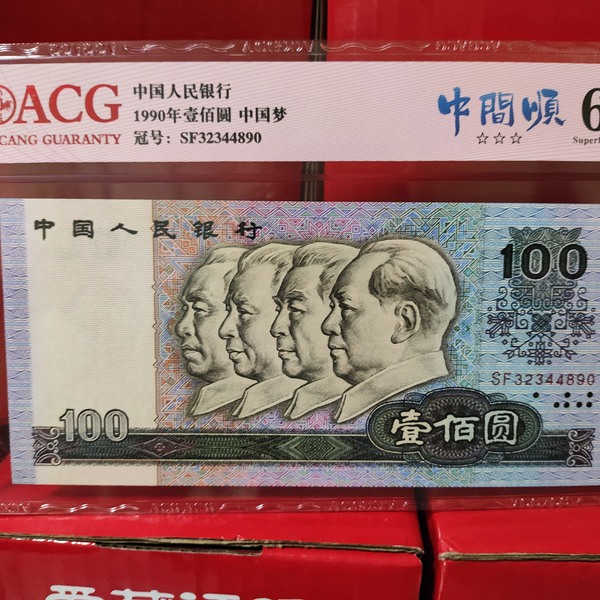 ACG
CANG GUARANTY
中国人民银行
1990年壹佰圆 中国梦
冠号: SF32344890
中間順
☆☆☆
6
中国人民银行
100
SF32344890
100
壹佰圆